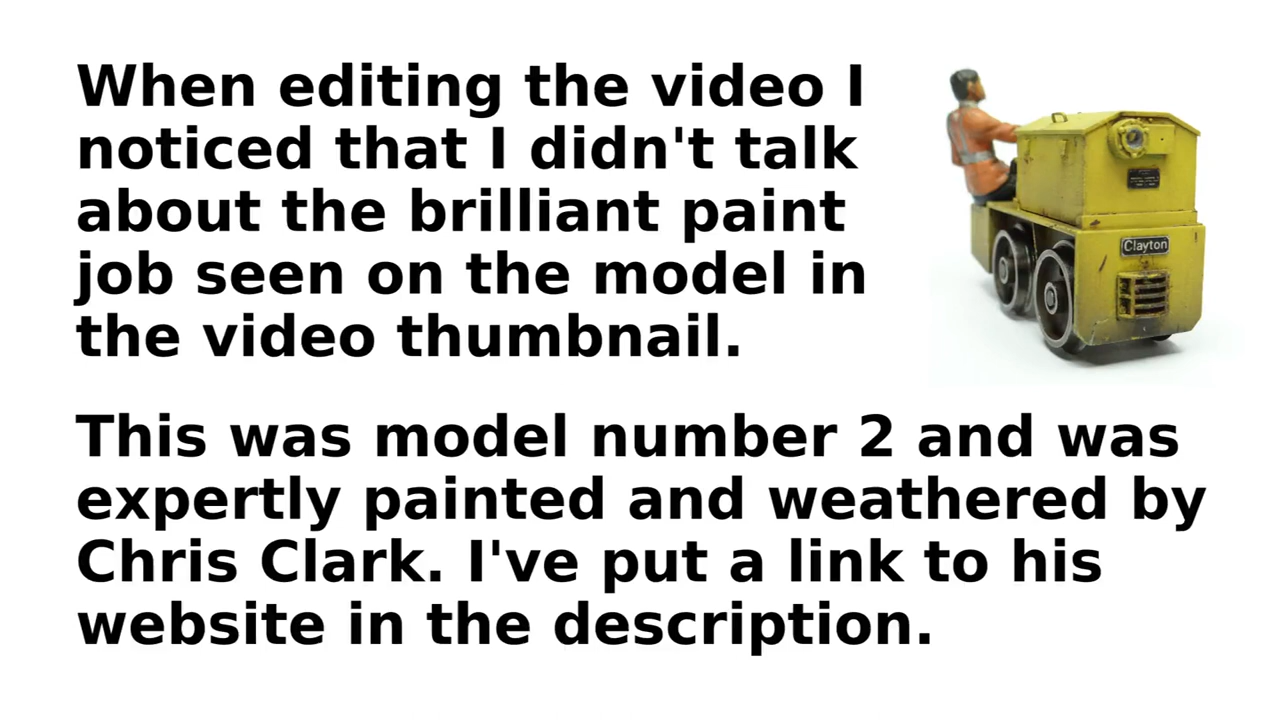 When editing the video I
noticed that I didn't talk
about the brilliant paint
job seen on the model in
the video thumbnail.
Clayton
This was model number 2 and was
expertly painted and weathered by
Chris Clark. I've put a link to his
website in the description.